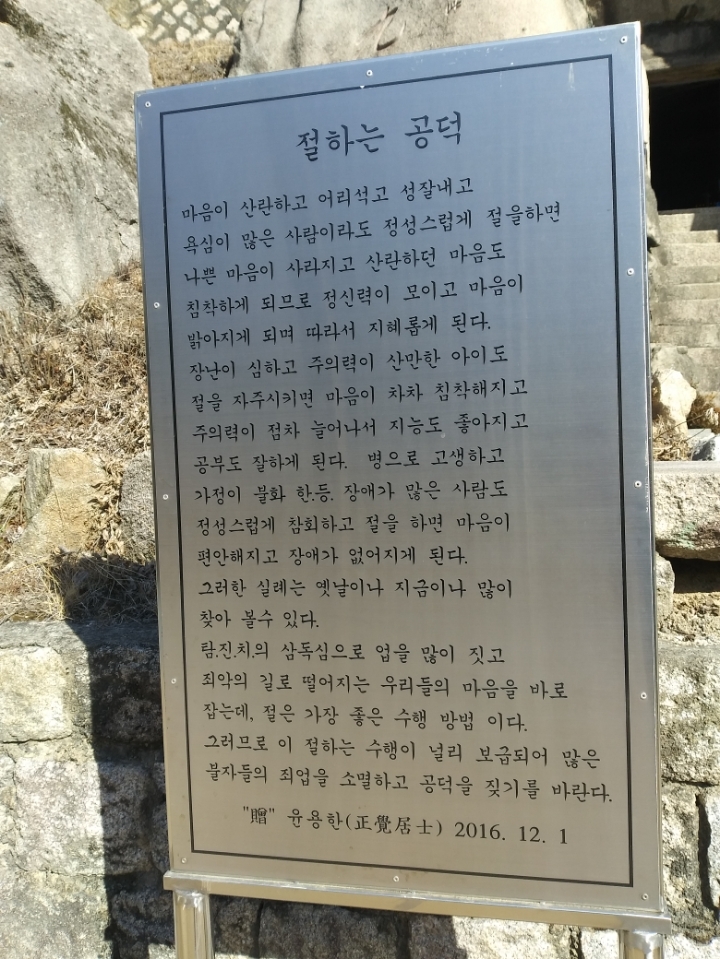 절하는 공덕
마음이 산란하고 어리석고 성잘내고
욕심이 많은 사람이라도 정성스럽게 절을하면
나쁜 마음이 사라지고 산란하던 마음도
침착하게 되므로 정신력이 모이고 마음이
밝아지게 되며 따라서 지혜롭게 된다.
장난이 심하고 주의력이 산만한 아이도
절을 자주시키면 마음이 차차 침착해지고
주의력이 점차 늘어나서 지능도 좋아지고
공부도 잘하게 된다. 병으로 고생하고
가정이 불화 한.등. 장애가 많은 사람도
정성스럽게 참회하고 절을 하면 마음이
편안해지고 장애가 없어지게 된다.
그러한 실례는 옛날이나 지금이나 많이
찾아 볼수 있다.
탐.진.치.의 삼독심으로 업을 많이 짓고
죄악의 길로 떨어지는 우리들의 마음을 바로
잡는데, 절은 가장 좋은 수행 방법 이다.
그러므로 이 절하는 수행이 널리 보급되어 많은
불자들의 죄업을 소멸하고 공덕을 짖기를 바란다.
"贈" 윤용한(正覺居士) 2016. 12. 1